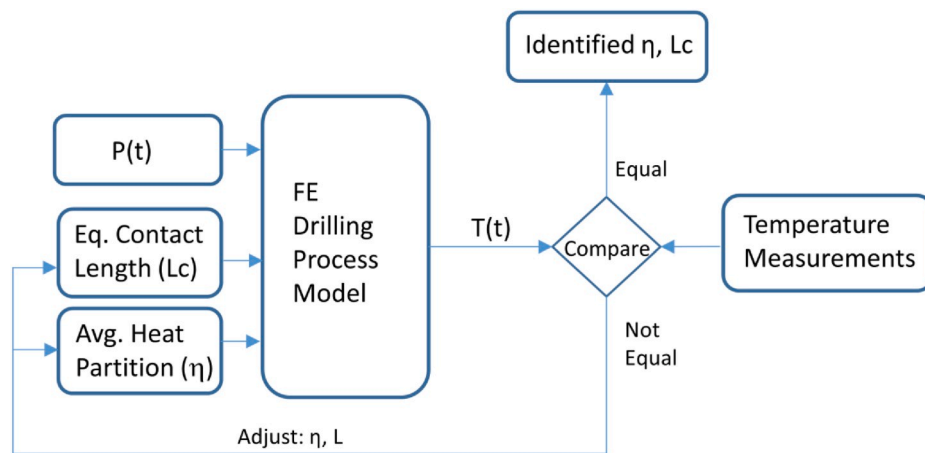 Identified η, Lc
P(t)
Equal
FE
Drilling
Process
Model
Eq. Contact
Length (Lc)
T(t)
Compare
Temperature
Measurements
Avg. Heat
Partition (η)
Not
Equal
Adjust: η, L